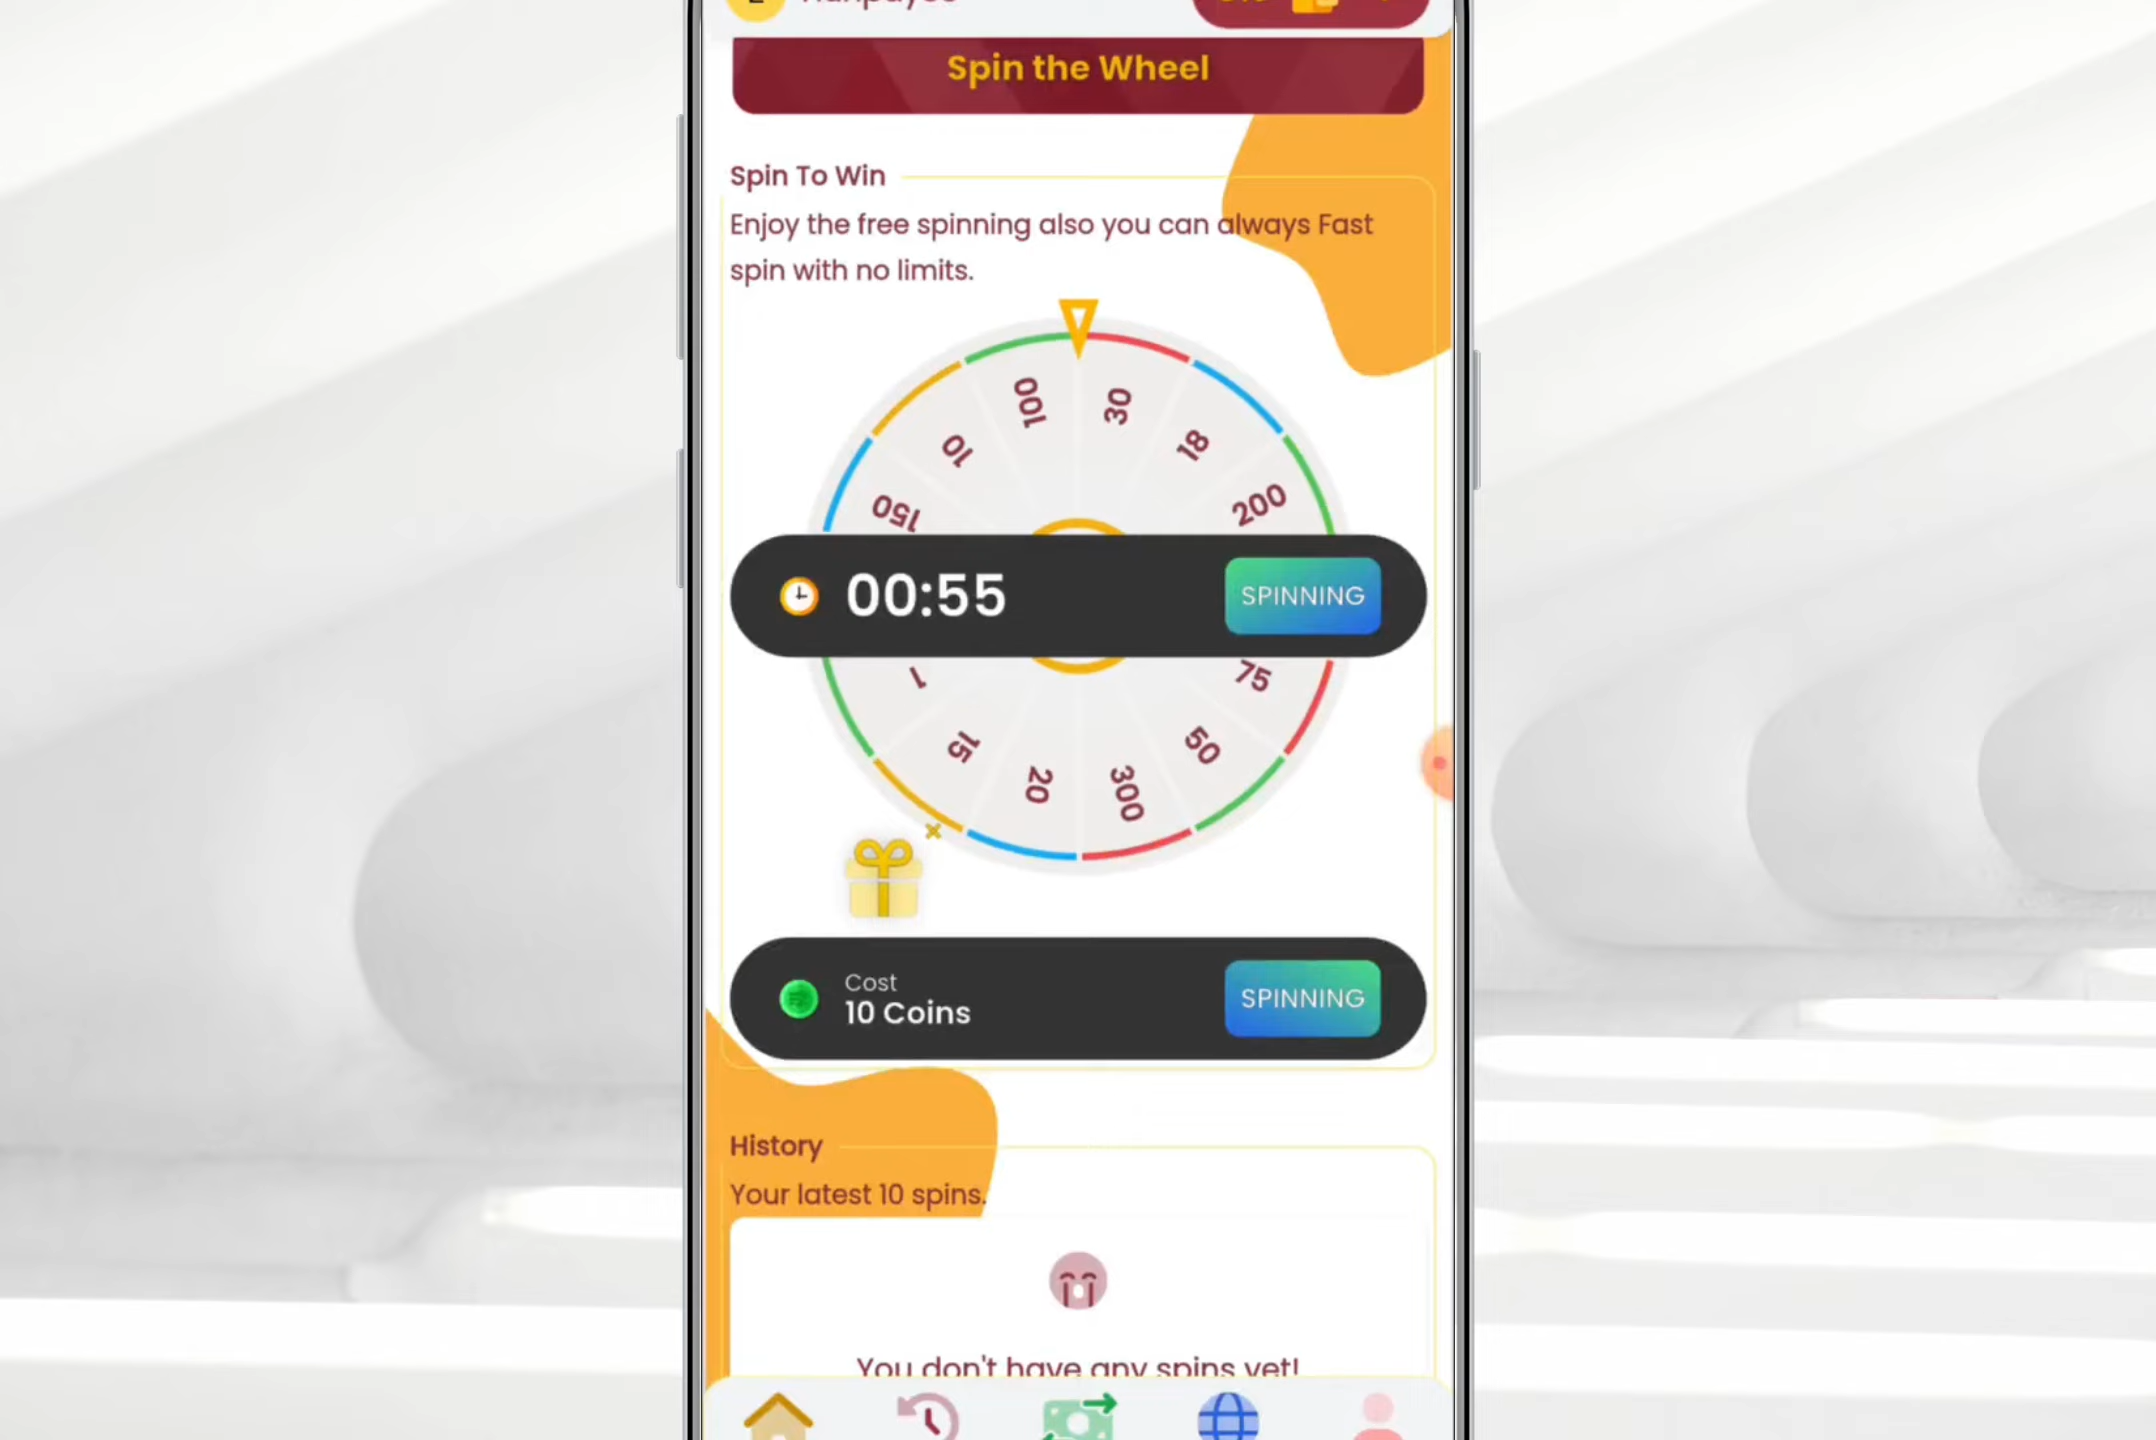 Spin the Wheel
Spin To Win
Enjoy the free spinning also you can always Fast
spin with no limits.
100
30
10
18
150
200
00:55
SPINNING
1
75
15
50
20
300
Cost
10 Coins
SPINNING
History
Your latest 10 spins.
You don't have any spins yet!